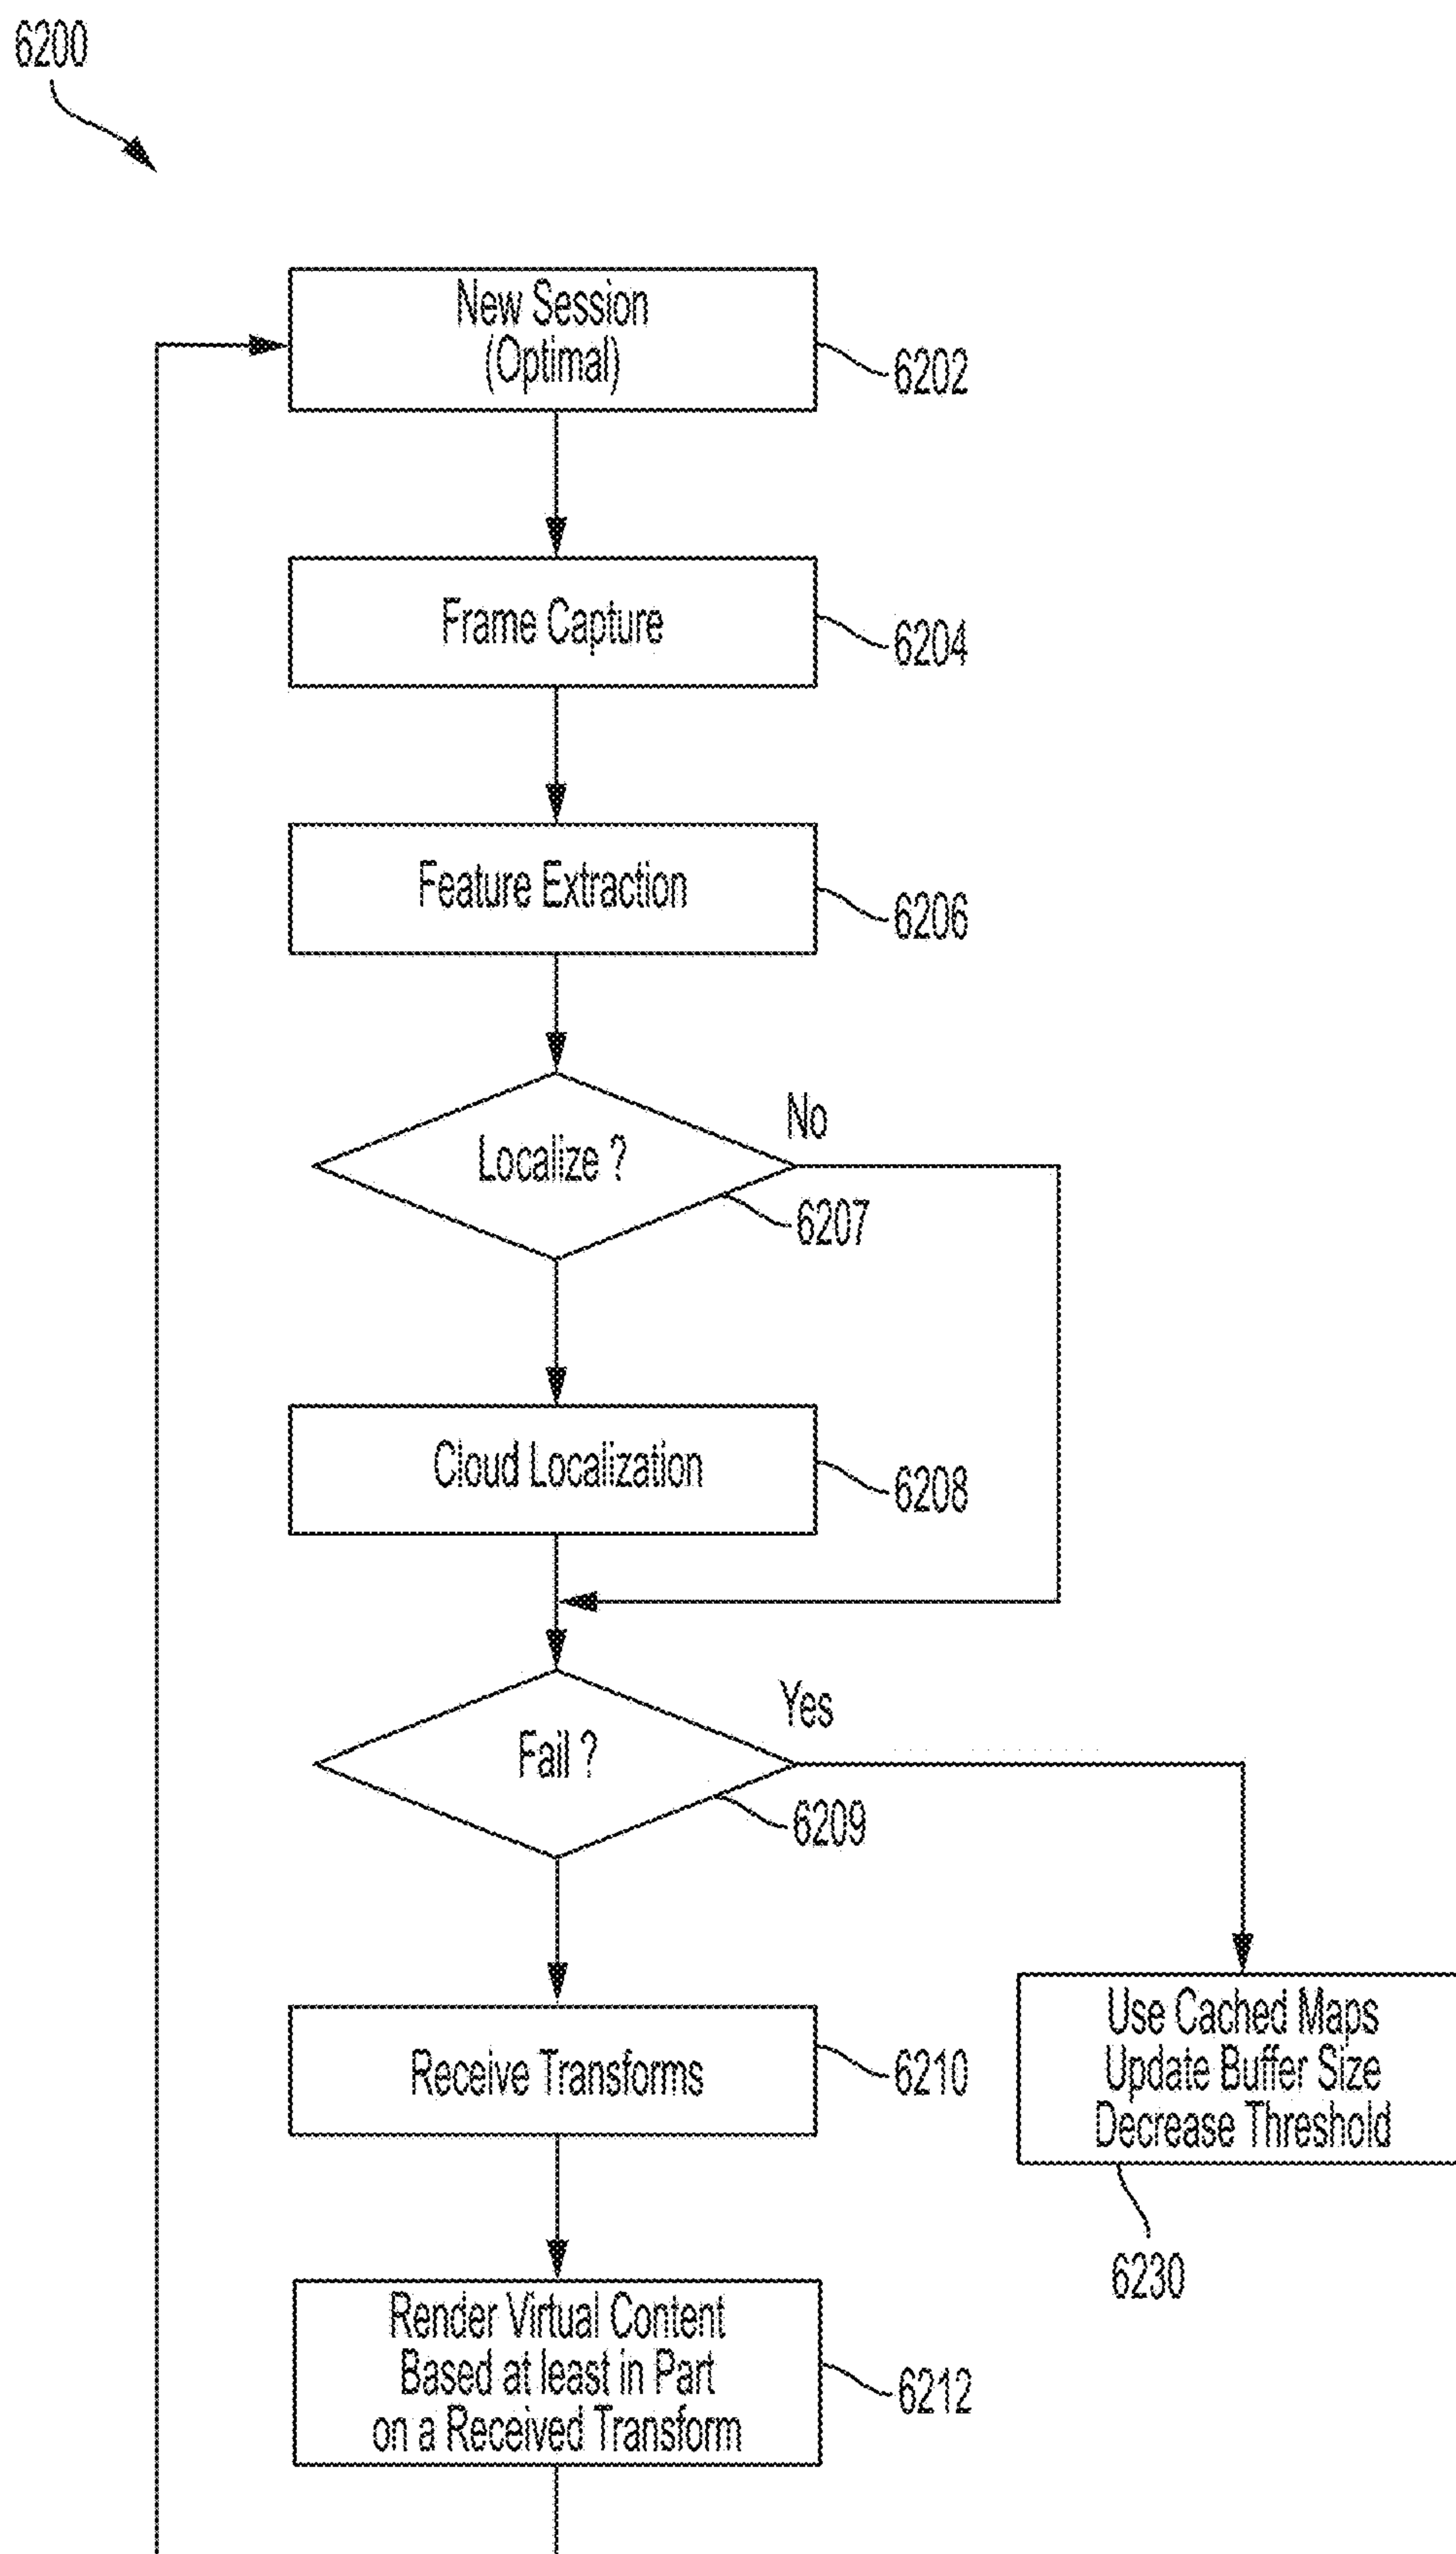 6200
New Session
(Optimal)
6202
Frame Capture
6204
Feature Extraction
6206
No
Localize ?
6207
Cloud Localization
6208
Yes
Fail ?
6209
Use Cached Maps
Update Buffer Size
Decrease Threshold
6230
Receive Transforms
6210
Render Virtual Content
Based at least in Part
on a Received Transform
6212